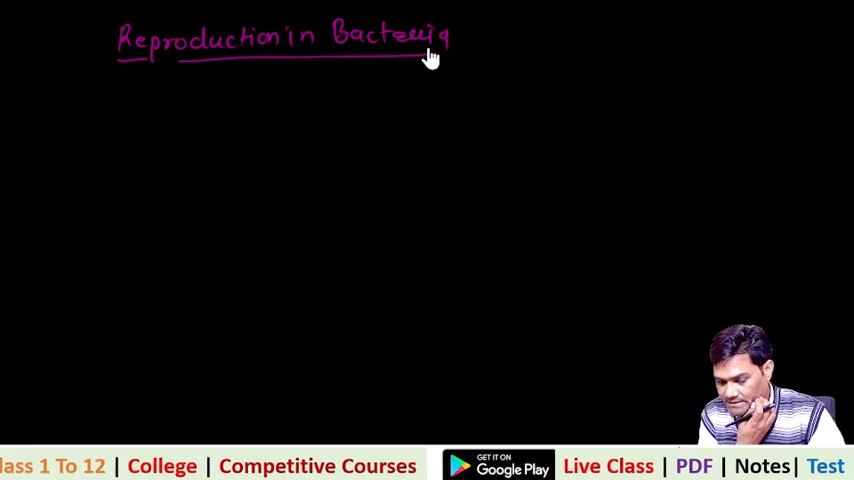 Reproduction in Bacteria
lass 1 To 12 | College | Competitive Courses GET IT ON Google Play Live Class | PDF | Notes| Test